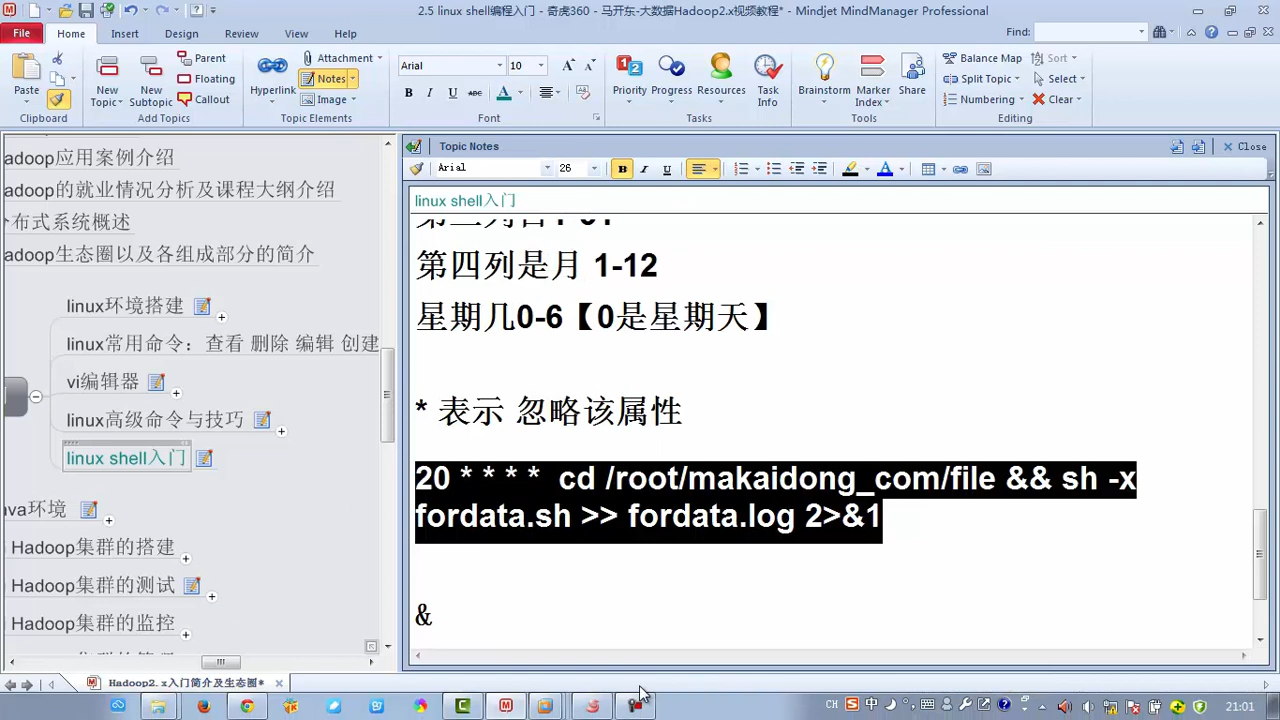 2.5 linux shell编程入门 - 奇虎360 - 马开东-大数据Hadoop2.x视频教程* - Mindjet MindManager Professional
File Home Insert Design Review View Help Find:
Paste
Clipboard
New Topic
New Subtopic
Parent
Floating
Callout
Add Topics
Hyperlink
Attachment
Notes
Image
Topic Elements
Arial 10
Font
Priority Progress Resources Task Info
Tasks
Brainstorm Marker Index Share
Tools
Balance Map Sort
Split Topic Select
Numbering Clear
Editing
adoop应用案例介绍
adoop的就业情况分析及课程大纲介绍
布式系统概述
adoop生态圈以及各组成部分的简介
linux环境搭建
linux常用命令：查看 删除 编辑 创建
vi编辑器
linux高级命令与技巧
linux shell入门
ava环境
Hadoop集群的搭建
Hadoop集群的测试
Hadoop集群的监控
Topic Notes Close
Arial 26
linux shell入门
第四列是月 1-12
星期几0-6【0是星期天】
* 表示 忽略该属性
20 * * * *  cd /root/makaidong_com/file && sh -x
fordata.sh >> fordata.log 2>&1
&
Hadoop2.x入门简介及生态圈*
CH 中 21:01